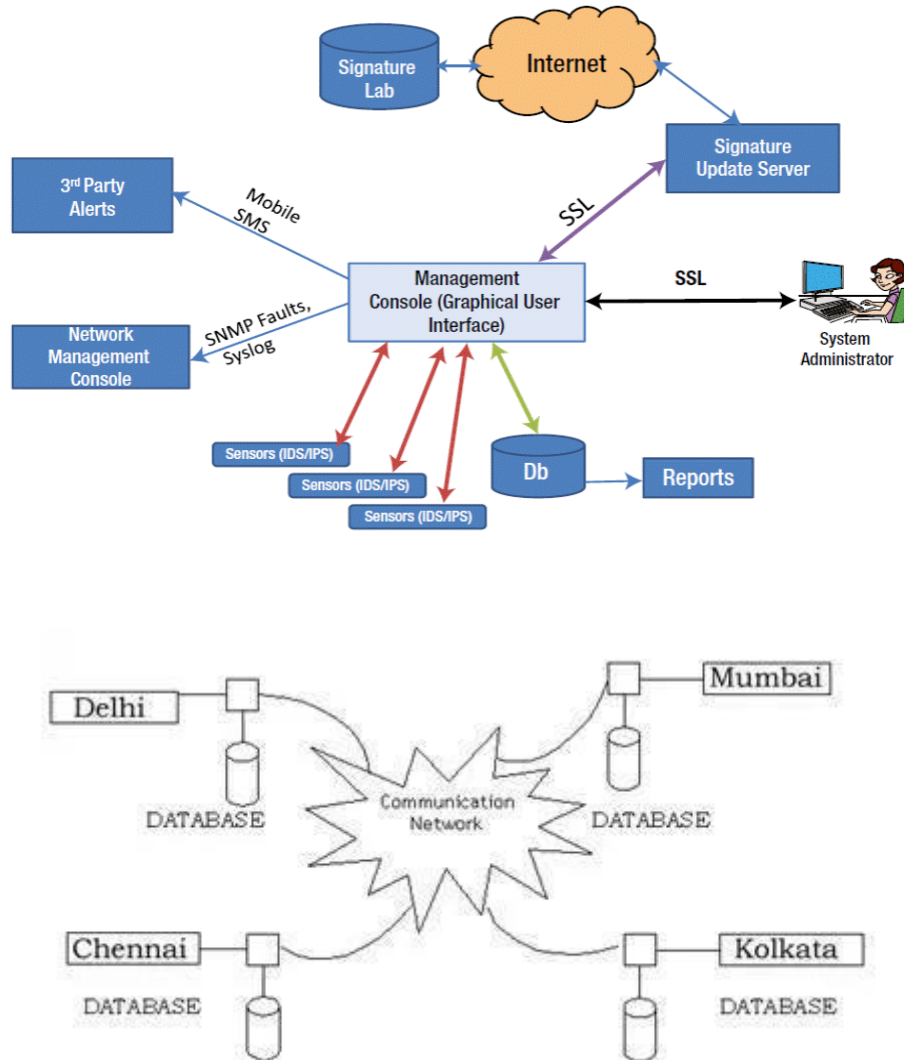 Signature
Lab
Internet
Signature
Update Server
3rd Party
Alerts
Mobile
SMS
SSL
Management
Console (Graphical User
Interface)
SSL
System
Administrator
Network
Management
Console
SNMP Faults,
Syslog
Sensors (IDS/IPS)
Sensors (IDS/IPS)
Sensors (IDS/IPS)
Db
Reports
Delhi
DATABASE
Mumbai
DATABASE
Communication
Network
Chennai
DATABASE
Kolkata
DATABASE